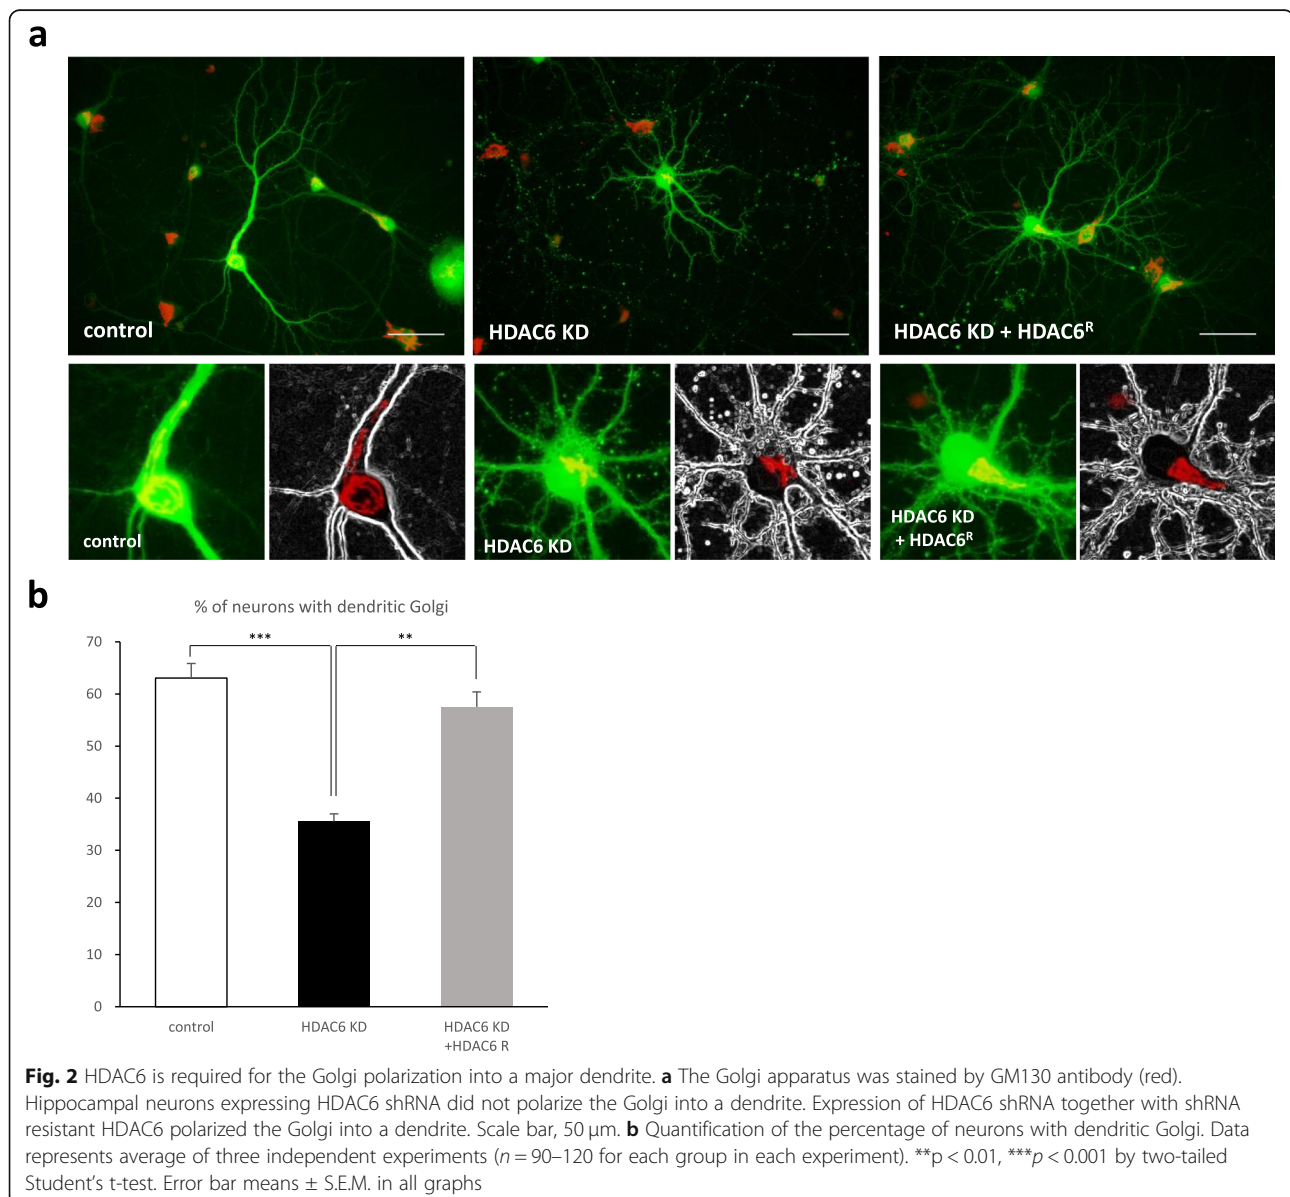 a
control
HDAC6 KD
HDAC6 KD + HDAC6R
control
HDAC6 KD
HDAC6 KD
+ HDAC6R
b
% of neurons with dendritic Golgi
***
**
70
60
50
40
30
20
10
0
control
HDAC6 KD
HDAC6 KD
+HDAC6 R
Fig. 2 HDAC6 is required for the Golgi polarization into a major dendrite. a The Golgi apparatus was stained by GM130 antibody (red).
Hippocampal neurons expressing HDAC6 shRNA did not polarize the Golgi into a dendrite. Expression of HDAC6 shRNA together with shRNA
resistant HDAC6 polarized the Golgi into a dendrite. Scale bar, 50 μm. b Quantification of the percentage of neurons with dendritic Golgi. Data
represents average of three independent experiments (n = 90–120 for each group in each experiment). **p < 0.01, ***p < 0.001 by two-tailed
Student's t-test. Error bar means ± S.E.M. in all graphs